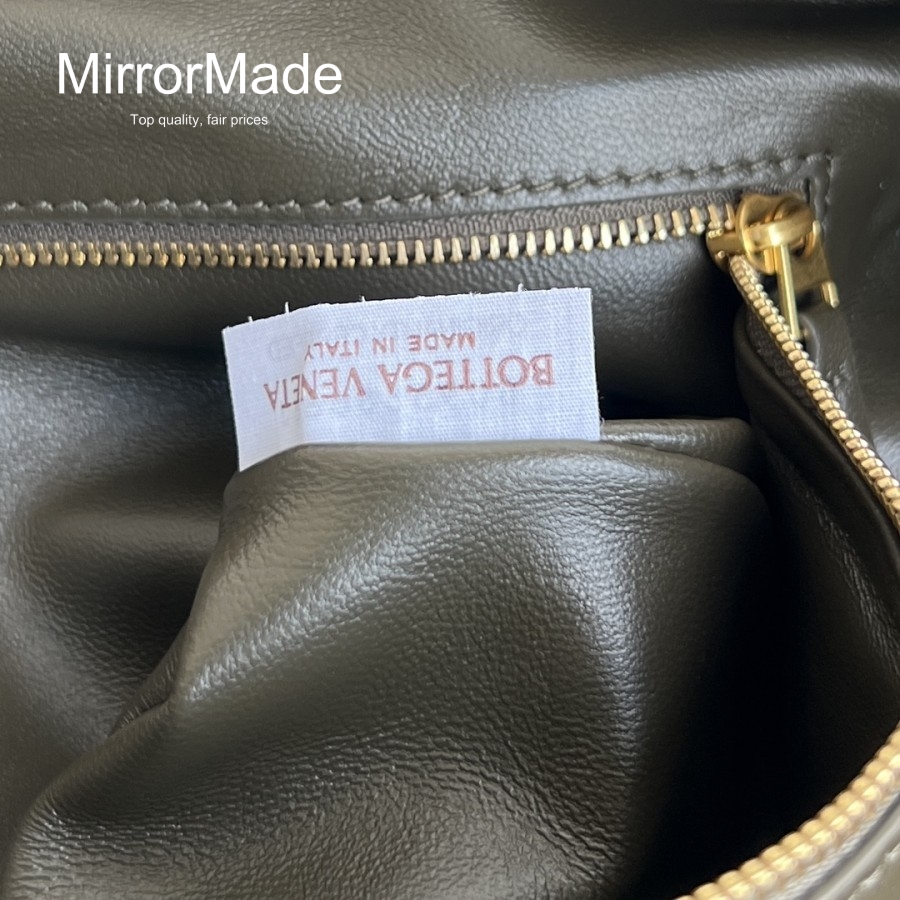 MirrorMade
Top quality, fair prices
BOTTEGA VENETA
MADE IN ITALY